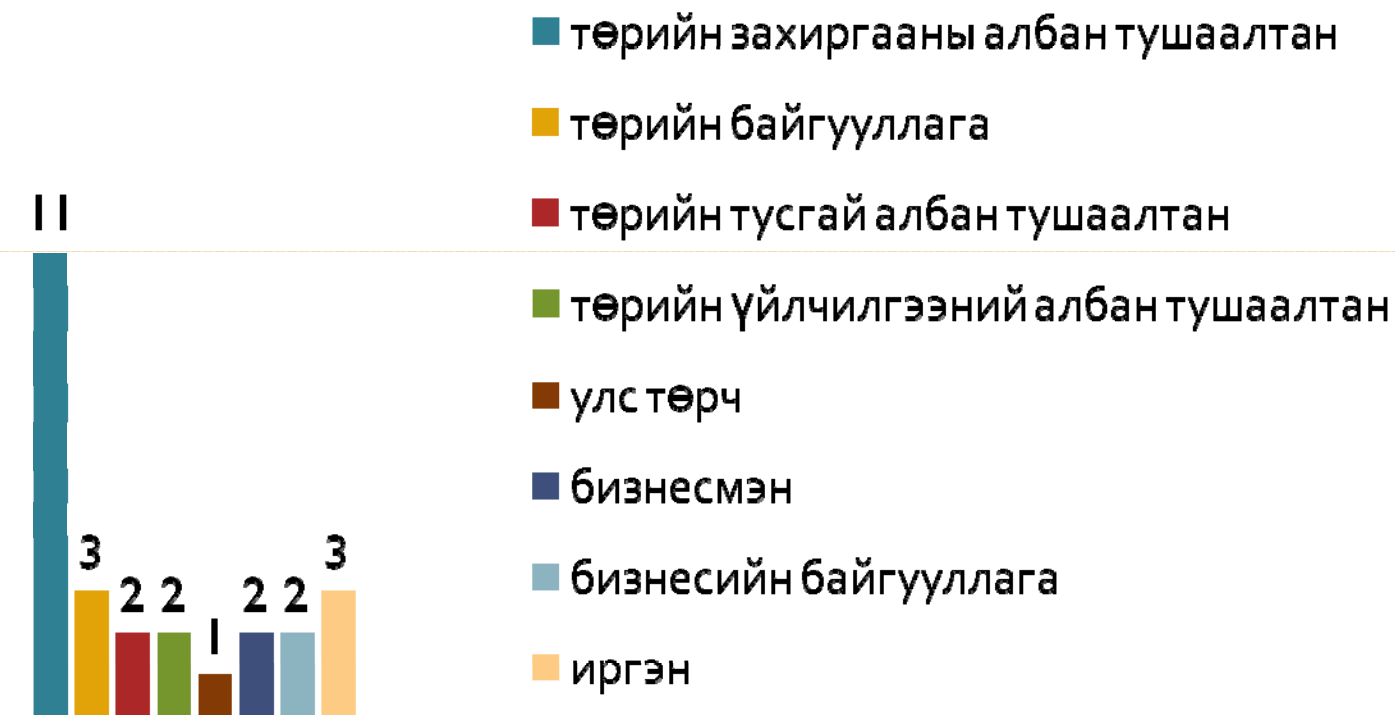 төрийн захиргааны албан тушаалтан
төрийн байгууллага
11
төрийн тусгай албан тушаалтан
төрийн үйлчилгээний албан тушаалтан
улс төрч
бизнесмэн
3 2 2 1 2 2 3
бизнесийн байгууллага
иргэн